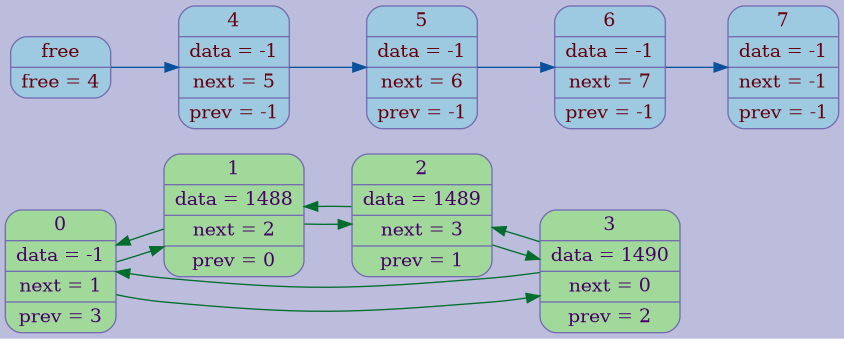 free
free = 4
4
data = -1
next = 5
prev = -1
5
data = -1
next = 6
prev = -1
6
data = -1
next = 7
prev = -1
7
data = -1
next = -1
prev = -1
0
data = -1
next = 1
prev = 3
1
data = 1488
next = 2
prev = 0
2
data = 1489
next = 3
prev = 1
3
data = 1490
next = 0
prev = 2